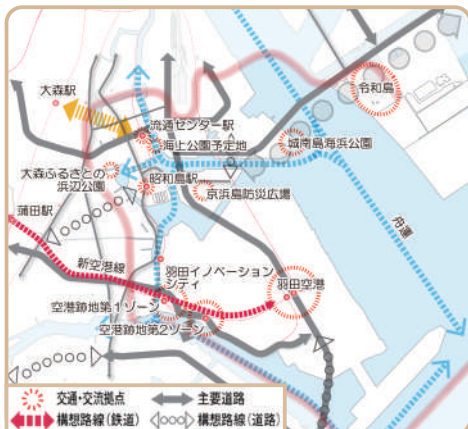 大森駅
令和島
流通センター駅
海上公園予定地
城南島海浜公園
大森ふるさとの
浜辺公園
昭和島駅
京浜島防災広場
蒲田駅
舟運
新空港線
羽田イノベーション
シティ
羽田空港
空港跡地第1ゾーン
空港跡地第2ゾーン
交通・交流拠点
主要道路
構想路線(鉄道)
構想路線(道路)